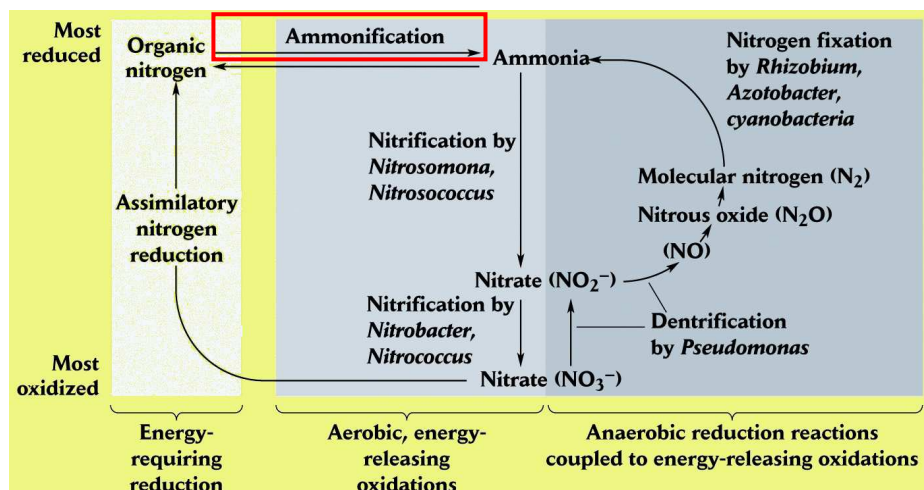 Most
reduced
Organic
nitrogen
Ammonification
Ammonia
Nitrogen fixation
by Rhizobium,
Azotobacter,
cyanobacteria
Nitrification by
Nitrosomona,
Nitrosococcus
Molecular nitrogen (N₂)
Nitrous oxide (N₂O)
(NO)
Assimilatory
nitrogen
reduction
Nitrate (NO₂⁻)
Nitrification by
Nitrobacter,
Nitrococcus
Dentrification
by Pseudomonas
Most
oxidized
Nitrate (NO₃⁻)
Energy-
requiring
reduction
Aerobic, energy-
releasing
oxidations
Anaerobic reduction reactions
coupled to energy-releasing oxidations